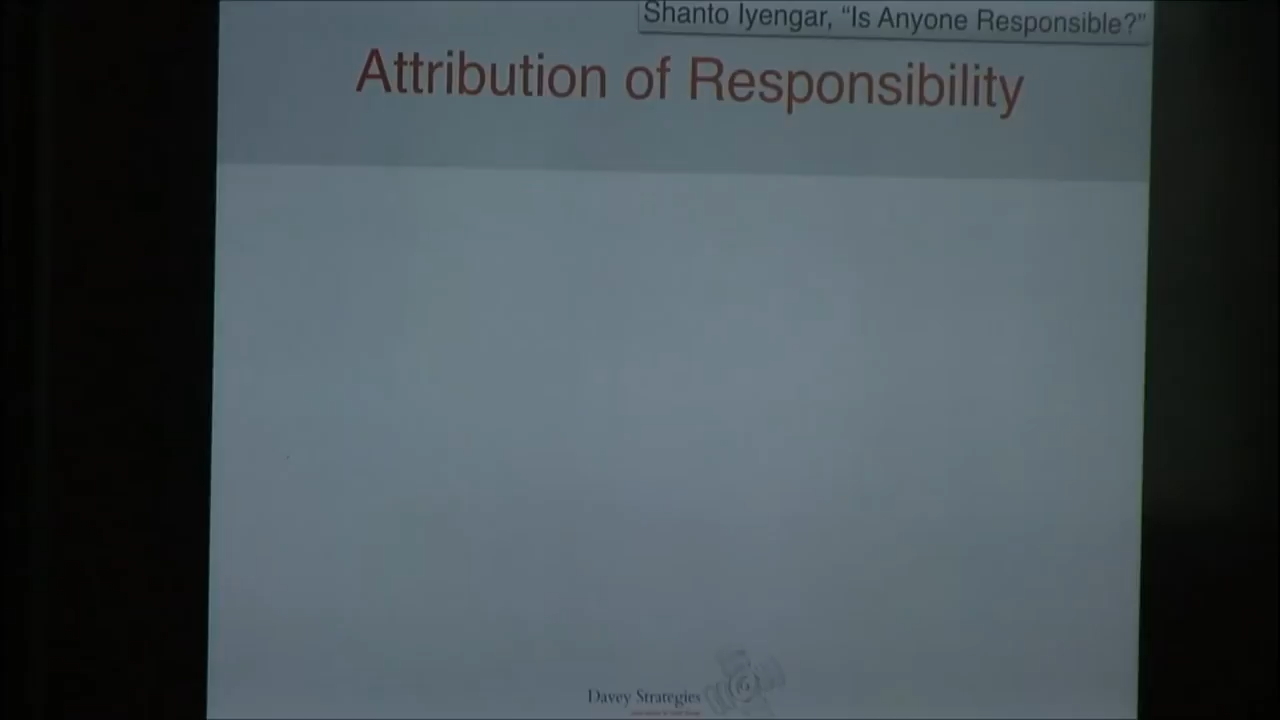 Shanto Iyengar, “Is Anyone Responsible?”
Attribution of Responsibility
Davey Strategies